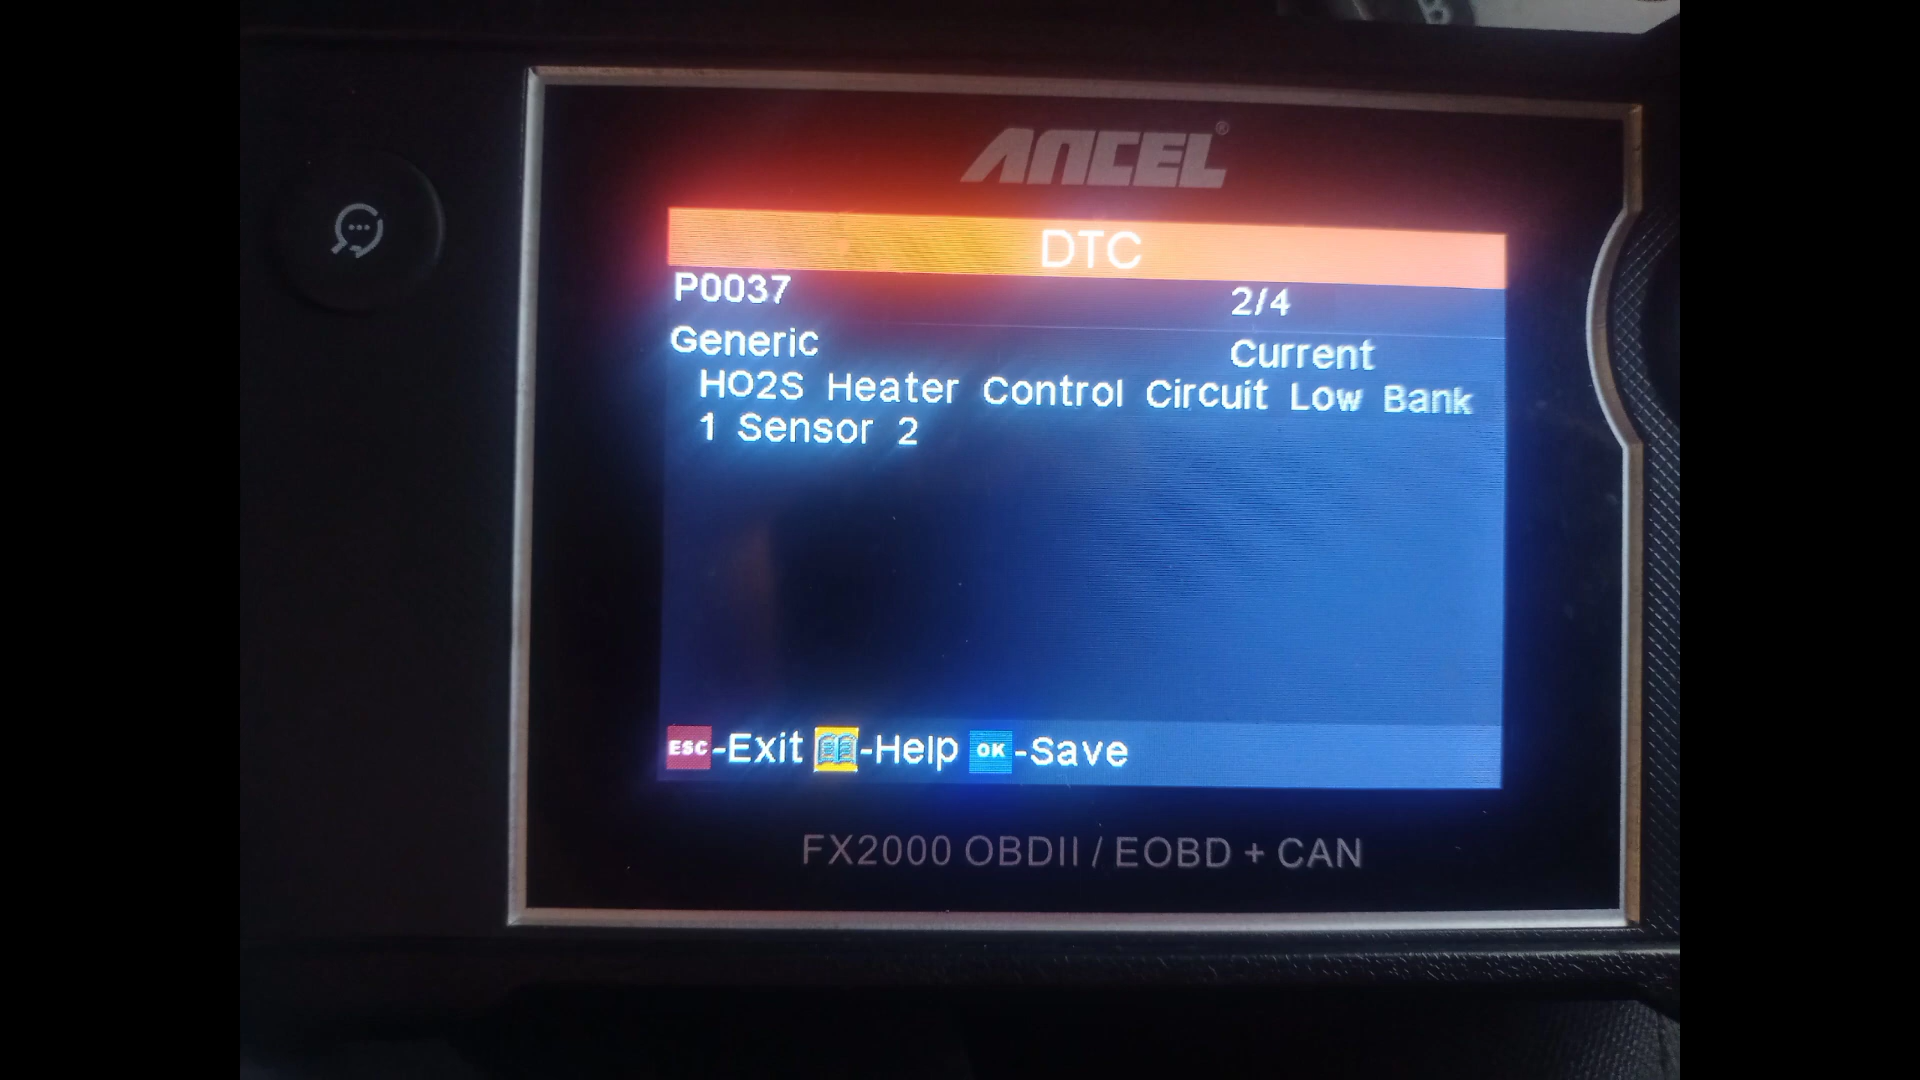 ANCEL®
DTC
P0037 2/4
Generic Current
HO2S Heater Control Circuit Low Bank
1 Sensor 2
ESC-Exit -Help OK-Save
FX2000 OBDII / EOBD + CAN